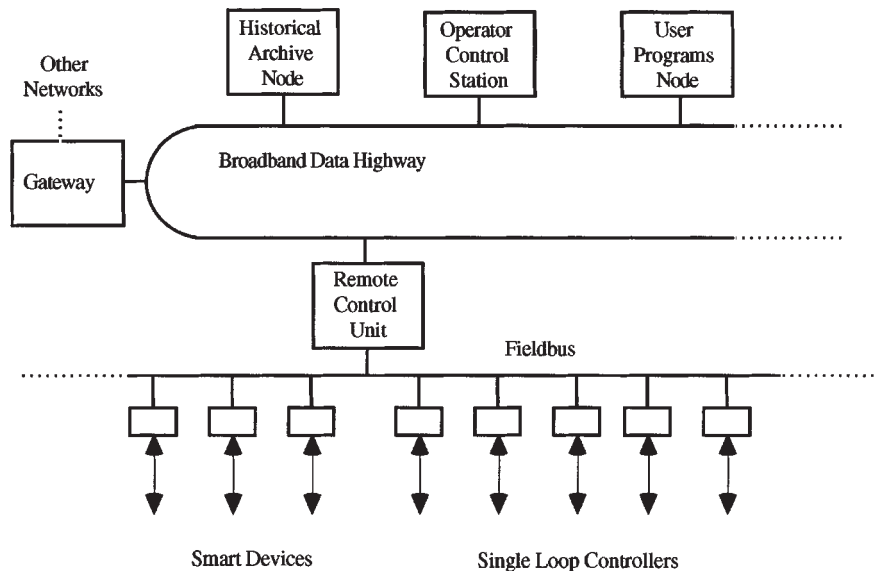 Historical
Archive
Node
Operator
Control
Station
User
Programs
Node
Other
Networks
Gateway
Broadband Data Highway
Remote
Control
Unit
Fieldbus
Smart Devices
Single Loop Controllers